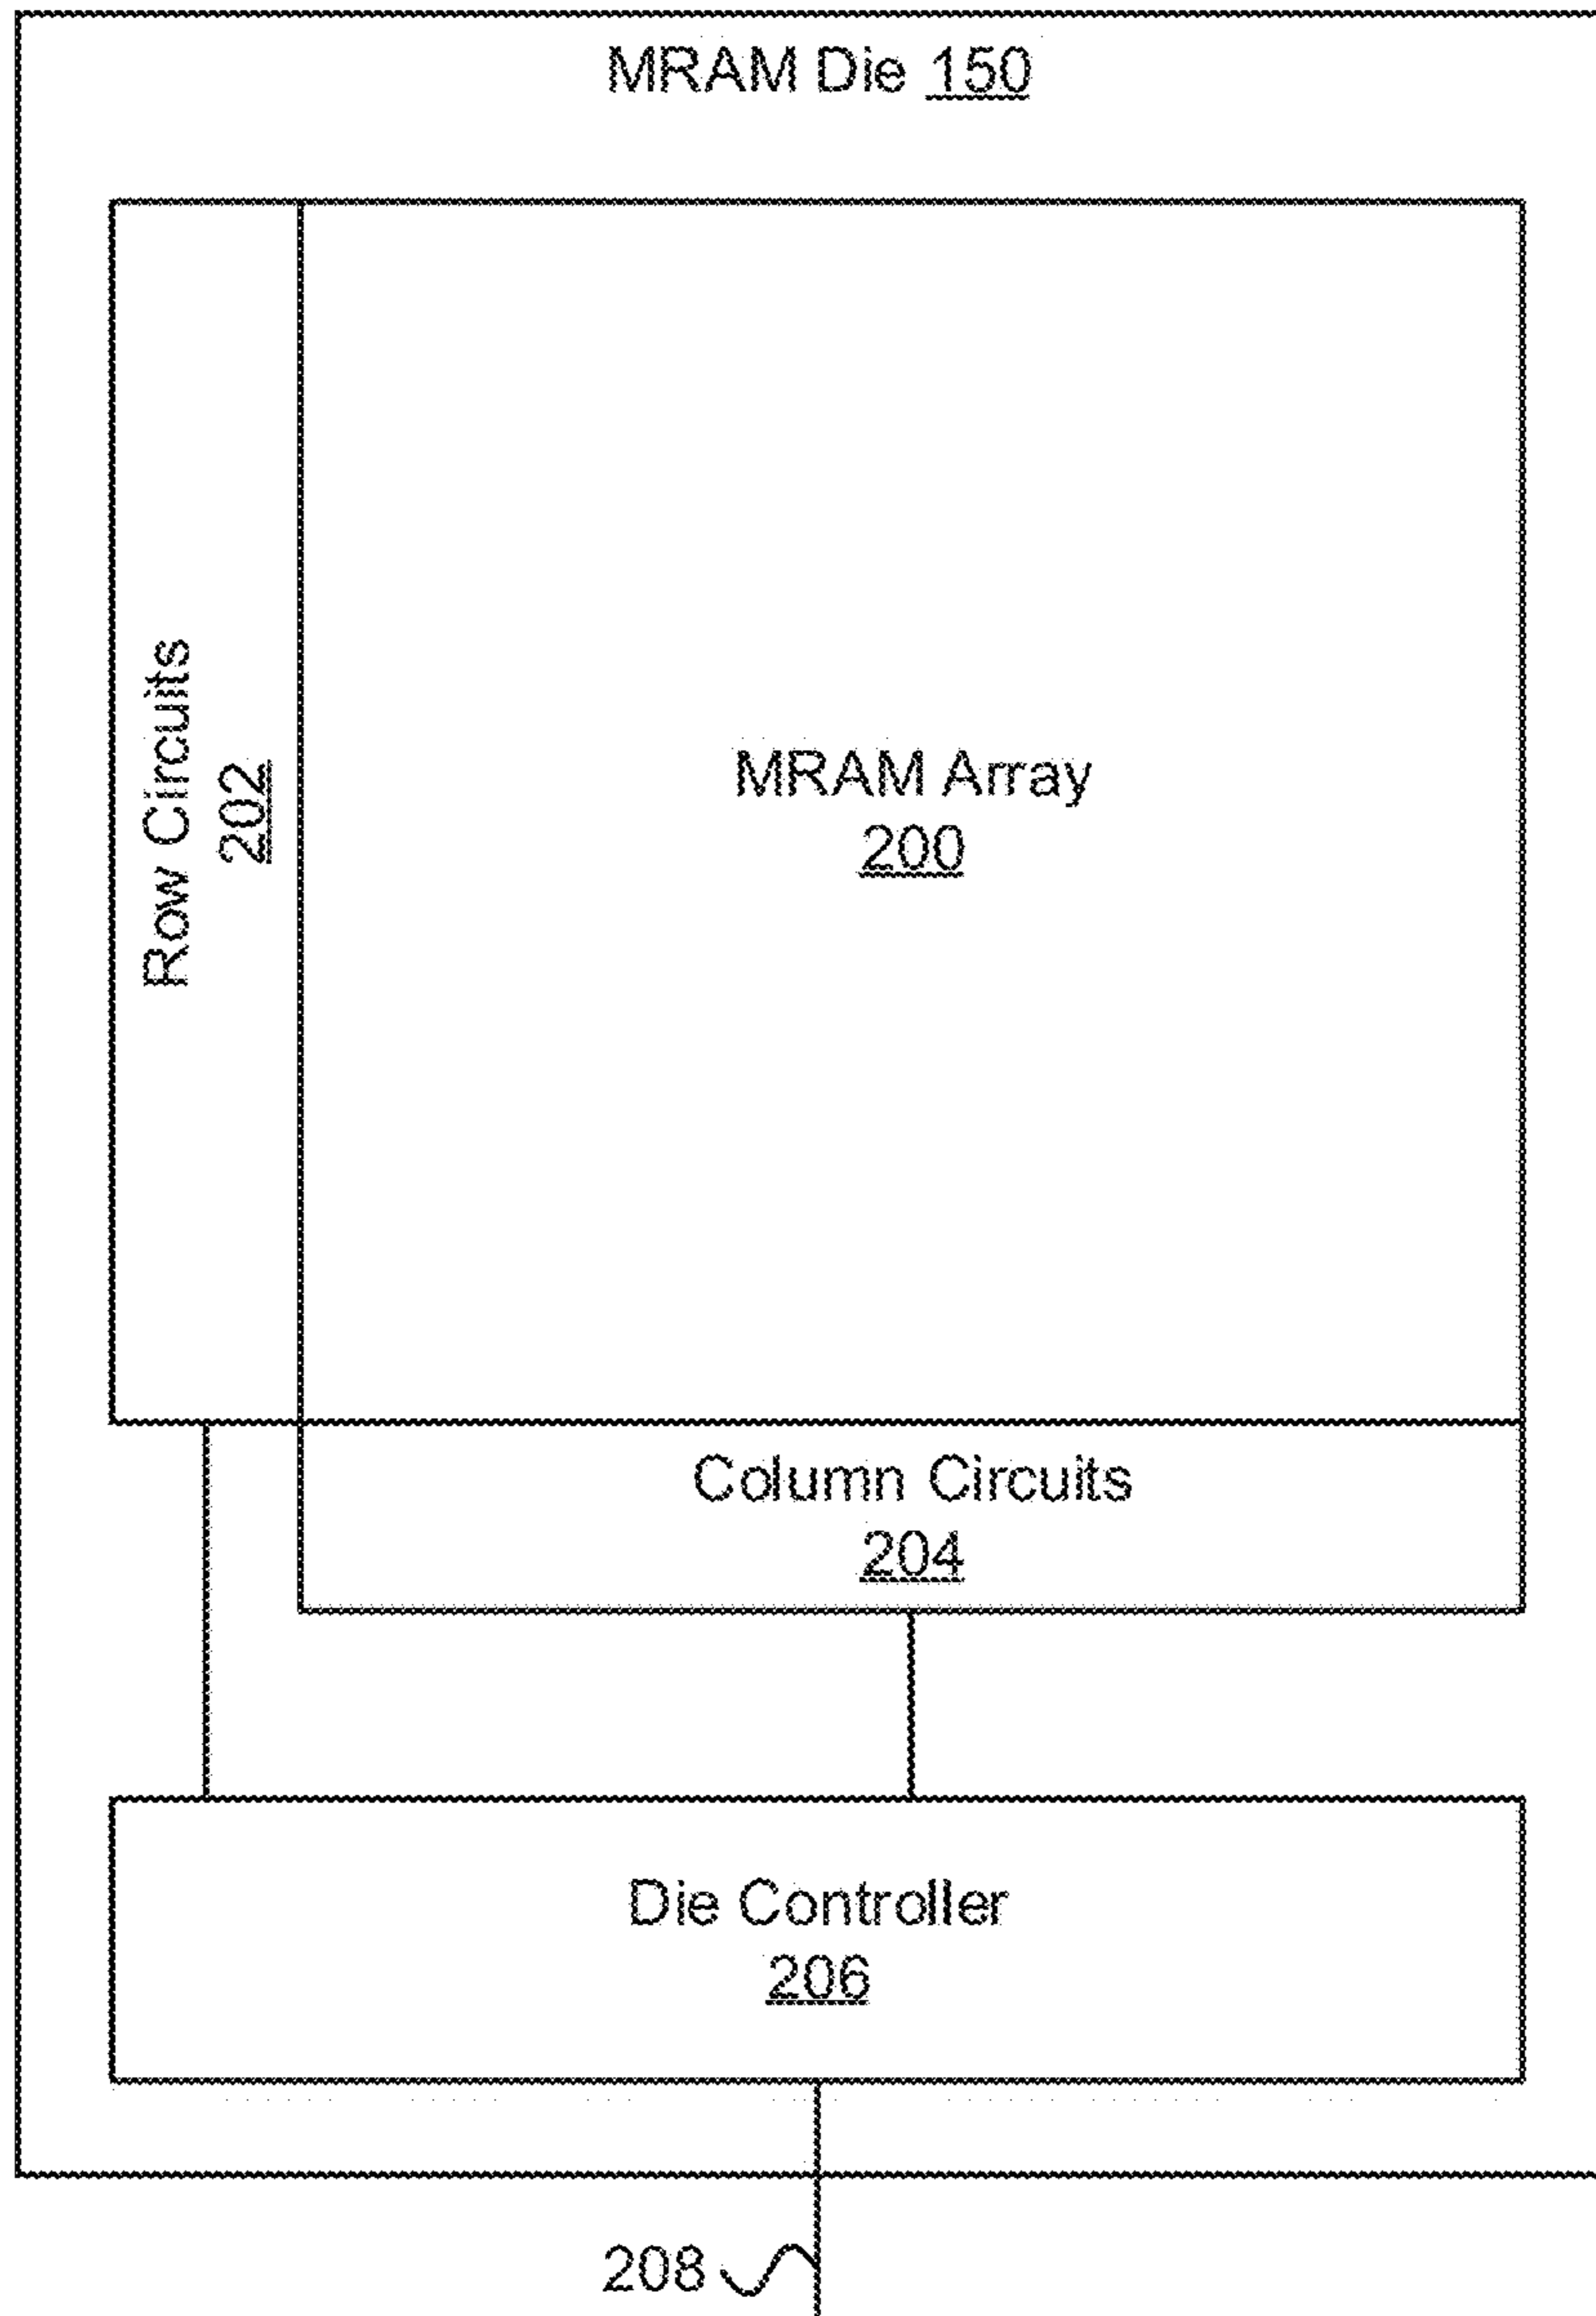 MRAM Die 150
Row Circuits
202
MRAM Array
200
Column Circuits
204
Die Controller
206
208